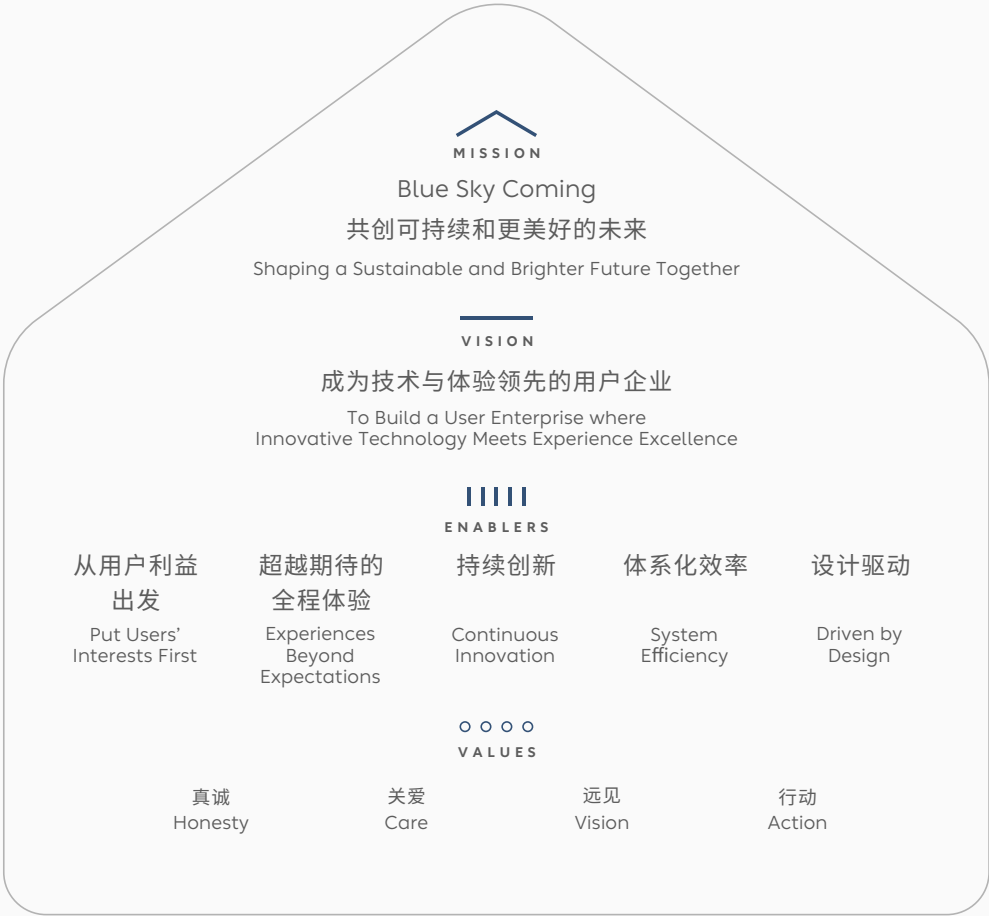 MISSION
Blue Sky Coming
共创可持续和更美好的未来
Shaping a Sustainable and Brighter Future Together
VISION
成为技术与体验领先的用户企业
To Build a User Enterprise where
Innovative Technology Meets Experience Excellence
ENABLERS
从用户利益
出发
Put Users’
Interests First
超越期待的
全程体验
Experiences
Beyond
Expectations
持续创新
Continuous
Innovation
体系化效率
System
Efficiency
设计驱动
Driven by
Design
VALUES
真诚
Honesty
关爱
Care
远见
Vision
行动
Action